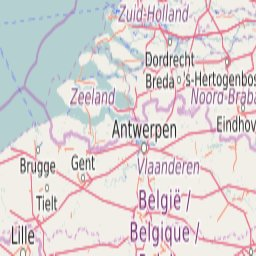 Zuid-Holland
Dordrecht
Breda
's-Hertogenbos
Zeeland
Noord-Braba
Eindhov
Antwerpen
Brugge
Gent
Vlaanderen
Tielt
België /
Belgique /
Lille